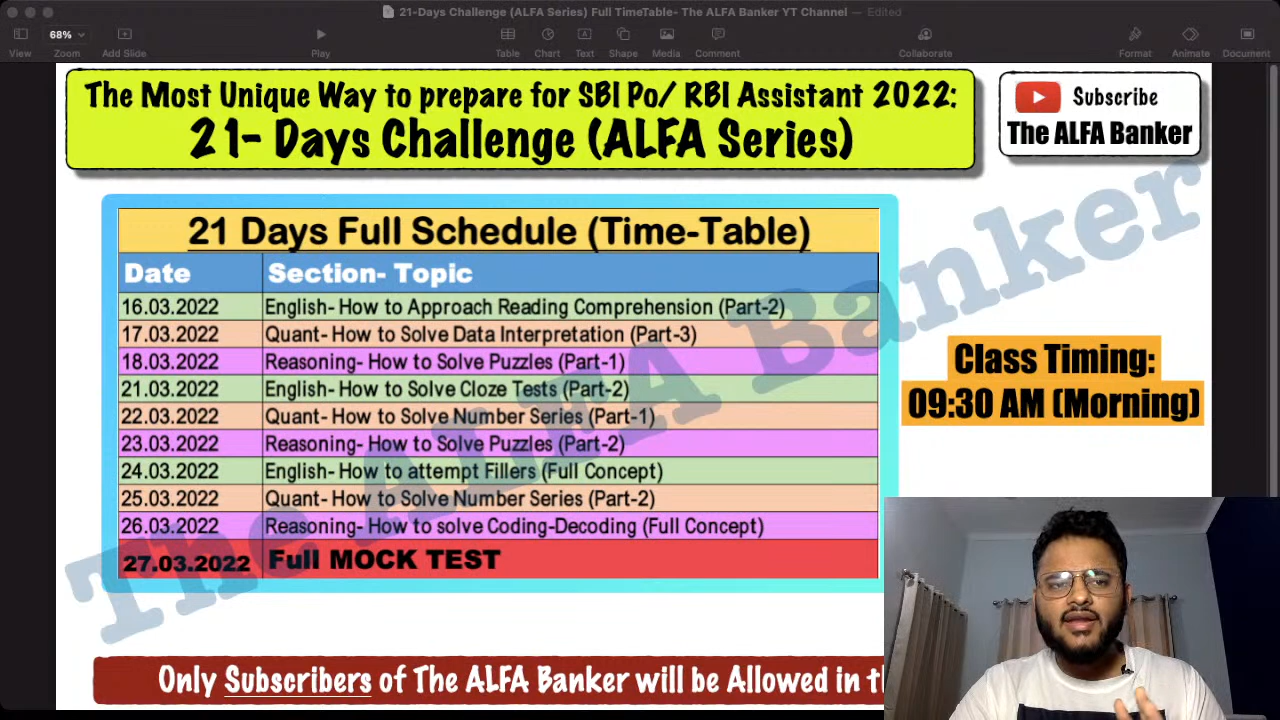 21-Days Challenge (ALFA Series) Full TimeTable- The ALFA Banker YT Channel — Edited
68%
View Zoom Add Slide Play Table Chart Text Shape Media Comment Collaborate Format Animate Document
The Most Unique Way to prepare for SBI Po/ RBI Assistant 2022:
21- Days Challenge (ALFA Series)
Subscribe
The ALFA Banker
21 Days Full Schedule (Time-Table)
Date Section- Topic
16.03.2022 English- How to Approach Reading Comprehension (Part-2)
17.03.2022 Quant- How to Solve Data Interpretation (Part-3)
18.03.2022 Reasoning- How to Solve Puzzles (Part-1)
21.03.2022 English- How to Solve Cloze Tests (Part-2)
22.03.2022 Quant- How to Solve Number Series (Part-1)
23.03.2022 Reasoning- How to Solve Puzzles (Part-2)
24.03.2022 English- How to attempt Fillers (Full Concept)
25.03.2022 Quant- How to Solve Number Series (Part-2)
26.03.2022 Reasoning- How to solve Coding-Decoding (Full Concept)
27.03.2022 Full MOCK TEST
The ALFA Banker
Class Timing:
09:30 AM (Morning)
Only Subscribers of The ALFA Banker will be Allowed in